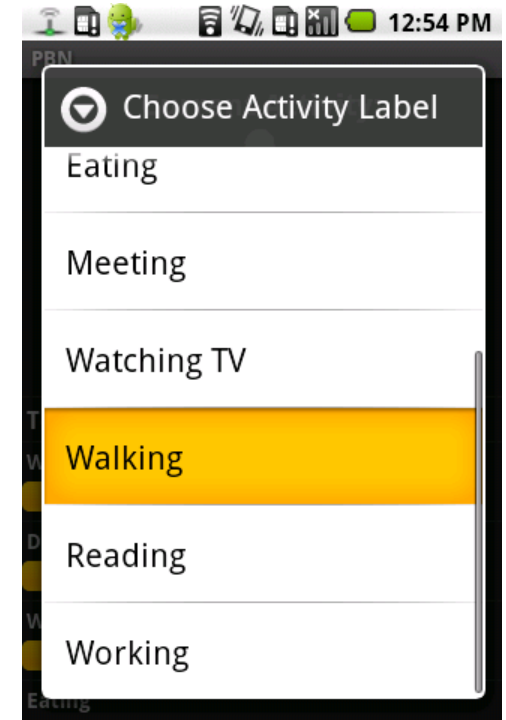 12:54 PM
PBN
Choose Activity Label
Eating
Meeting
Watching TV
Walking
Reading
Working
Eating